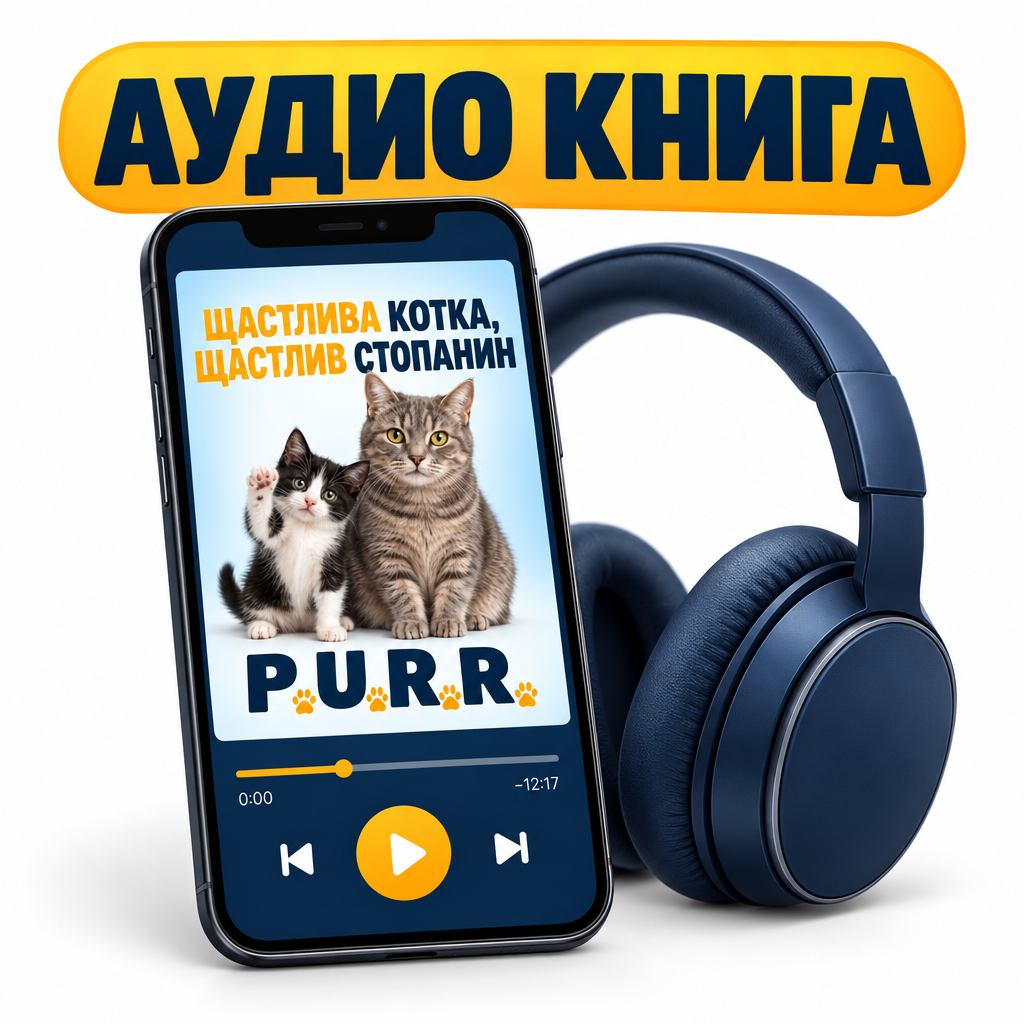 АУДИО КНИГА
ЩАСТЛИВА КОТКА,
ЩАСТЛИВ СТОПАНИН
P.U.R.R.
0:00
-12:17